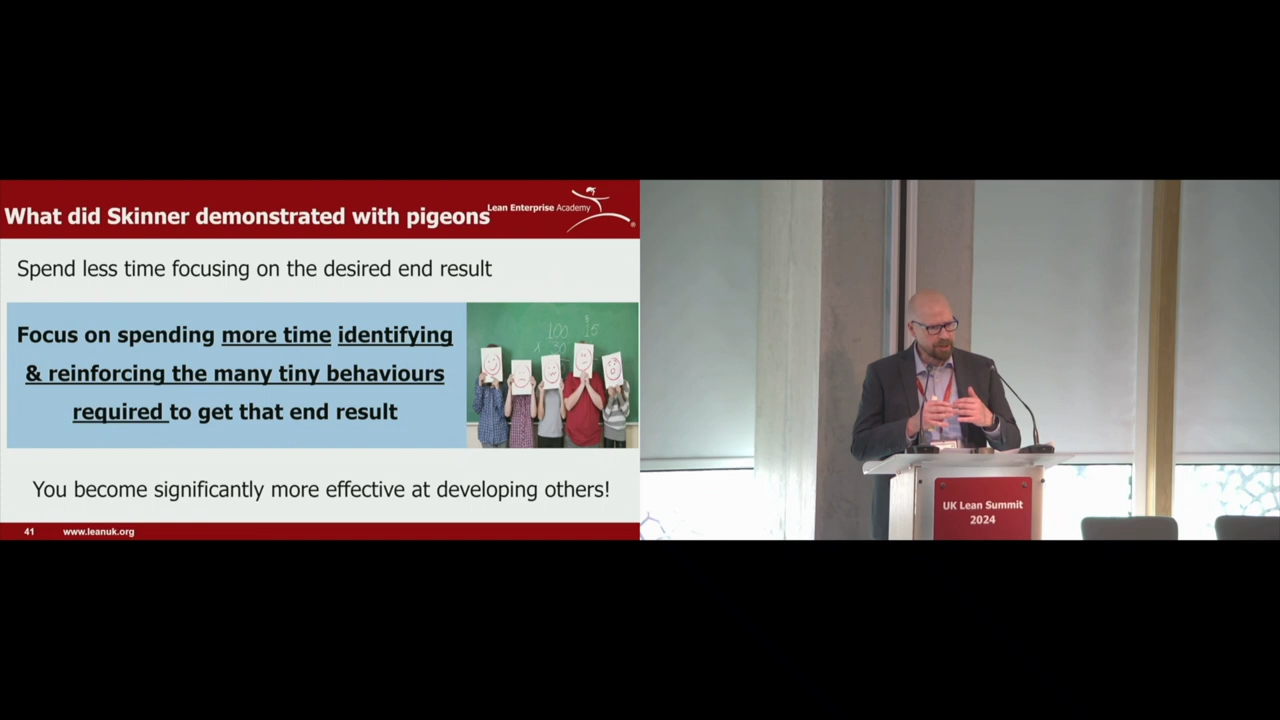 What did Skinner demonstrated with pigeons
Lean Enterprise Academy
Spend less time focusing on the desired end result
Focus on spending more time identifying
& reinforcing the many tiny behaviours
required to get that end result
You become significantly more effective at developing others!
41 www.leanuk.org
UK Lean Summit
2024